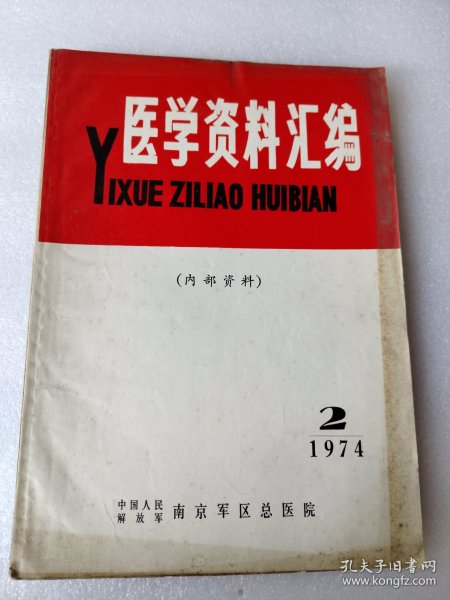 医学资料汇编
YIXUE ZILIAO HUIBIAN
(内部资料)
2
1974
中国人民
解放军 南京军区总医院
孔夫子旧书网
www.kongfz.com